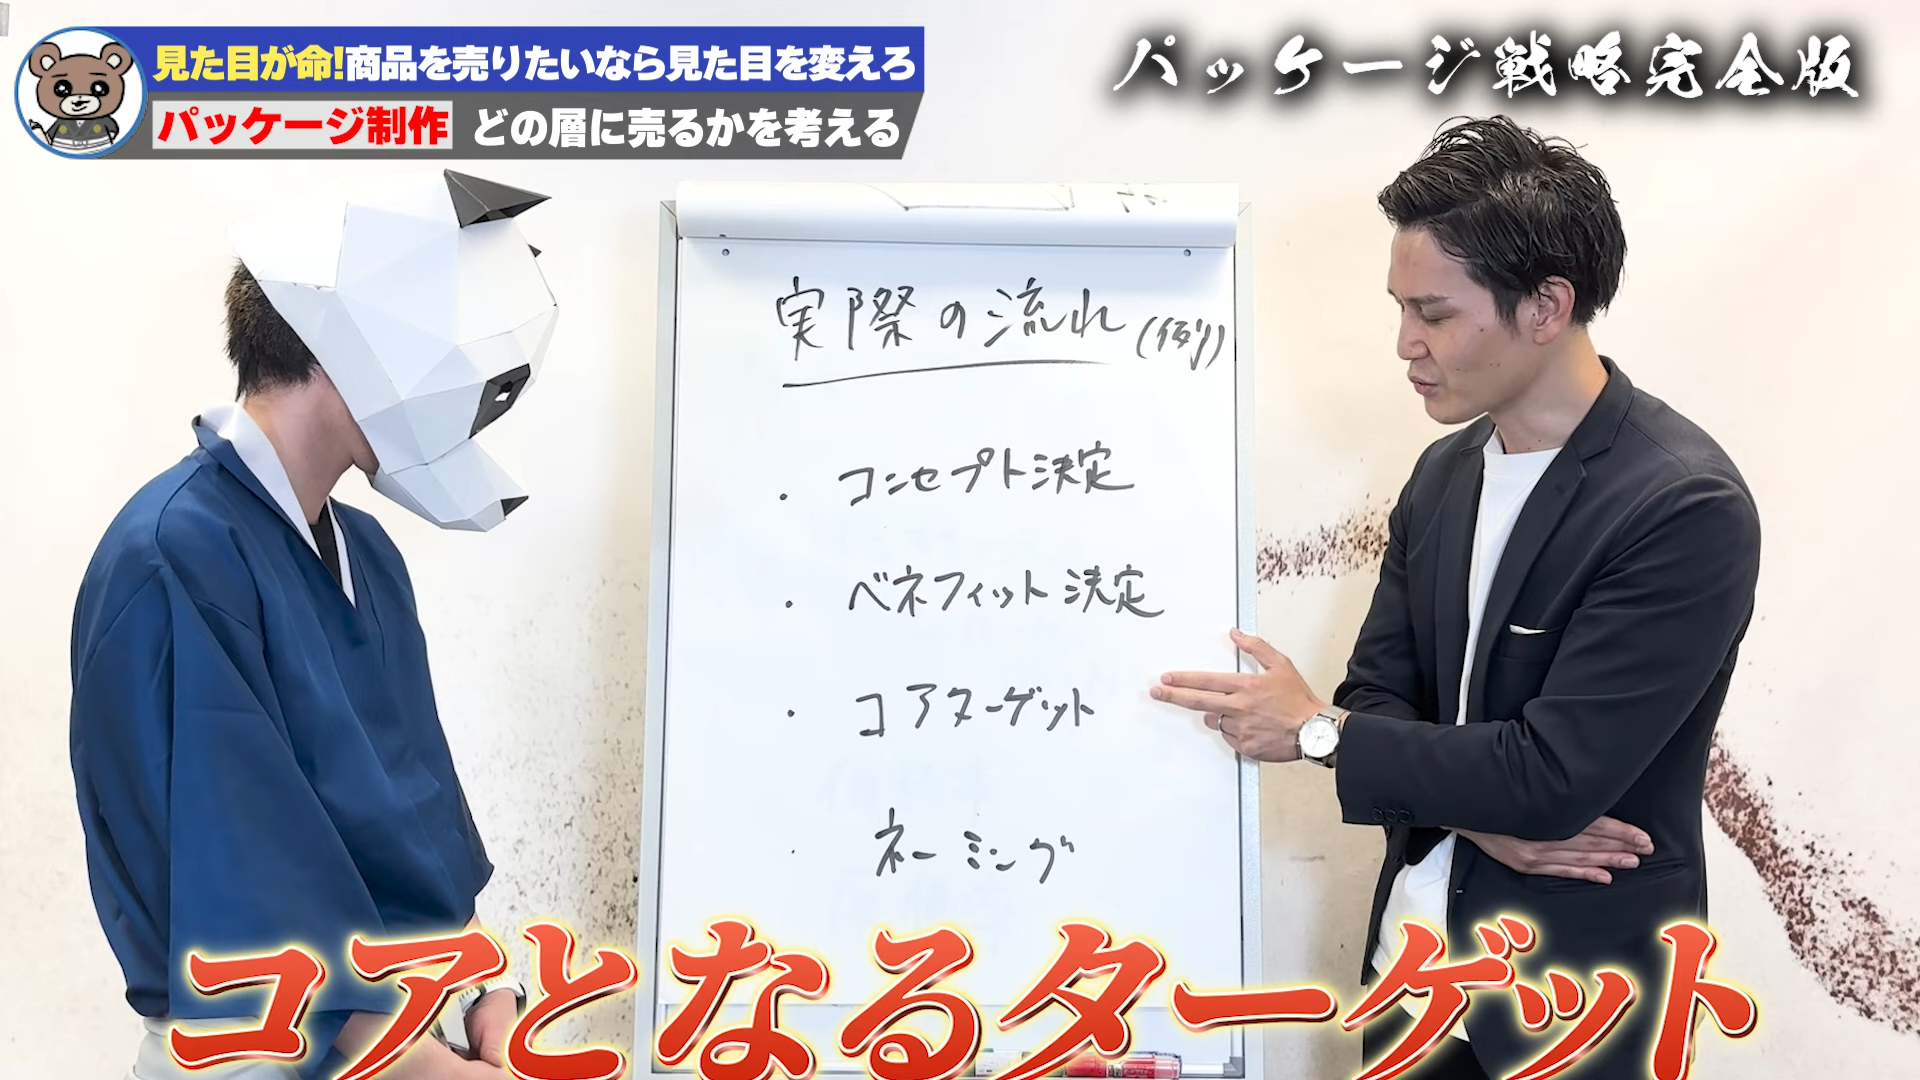 見た目が命!商品を売りたいなら見た目を変えろ
パッケージ制作 どの層に売るかを考える
パッケージ戦略完全版
実際の流れ(例)
・コンセプト決定
・ベネフィット決定
・コアターゲット
・ネーミング
コアとなるターゲット